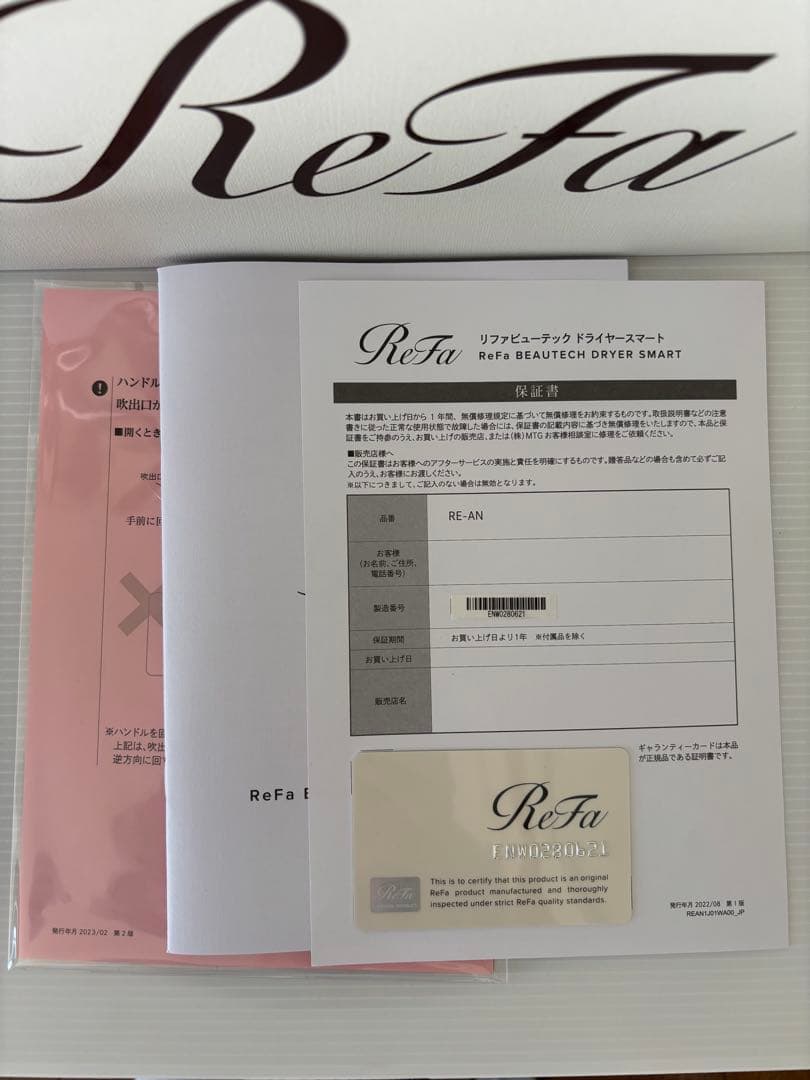 ReFa
ハンドル
吹出口が
■開くとき
吹出口
手前に回
※ハンドルを回
上記は、吹出
逆方向に回す
発行年月 2023/02 第2版
ReFa B
ReFa
リファビューテック ドライヤースマート
ReFa BEAUTECH DRYER SMART
保証書
本書はお買い上げ日から1年間、無償修理規定に基づいて無償修理をお約束するものです。取扱説明書などの注意
書きに従った正常な使用状態で故障した場合には、保証書の記載内容に基づき無償修理をいたしますので、本品と保
証書をご持参のうえ、お買い上げの販売店、または(株)MTGお客様相談室に修理をご依頼ください。
■販売店様へ
この保証書はお客様へのアフターサービスの実施と責任を明確にするものです。贈答品などの場合も含めて必ずご記
入のうえ、お客様にお渡しください。
※以下につきまして、ご記入のない場合は無効となります。
品番 RE-AN
お客様
(お名前、ご住所、
電話番号)
製造番号 ENW0280621
保証期間 お買い上げ日より1年 ※付属品を除く
お買い上げ日
販売店名
ギャランティーカードは本品
が正規品である証明書です。
ReFa
ENW0280621
ReFa
This is to certify that this product is an original
ReFa product manufactured and thoroughly
inspected under strict ReFa quality standards.
発行年月 2022/08 第1版
REAN1J01WA00_JP